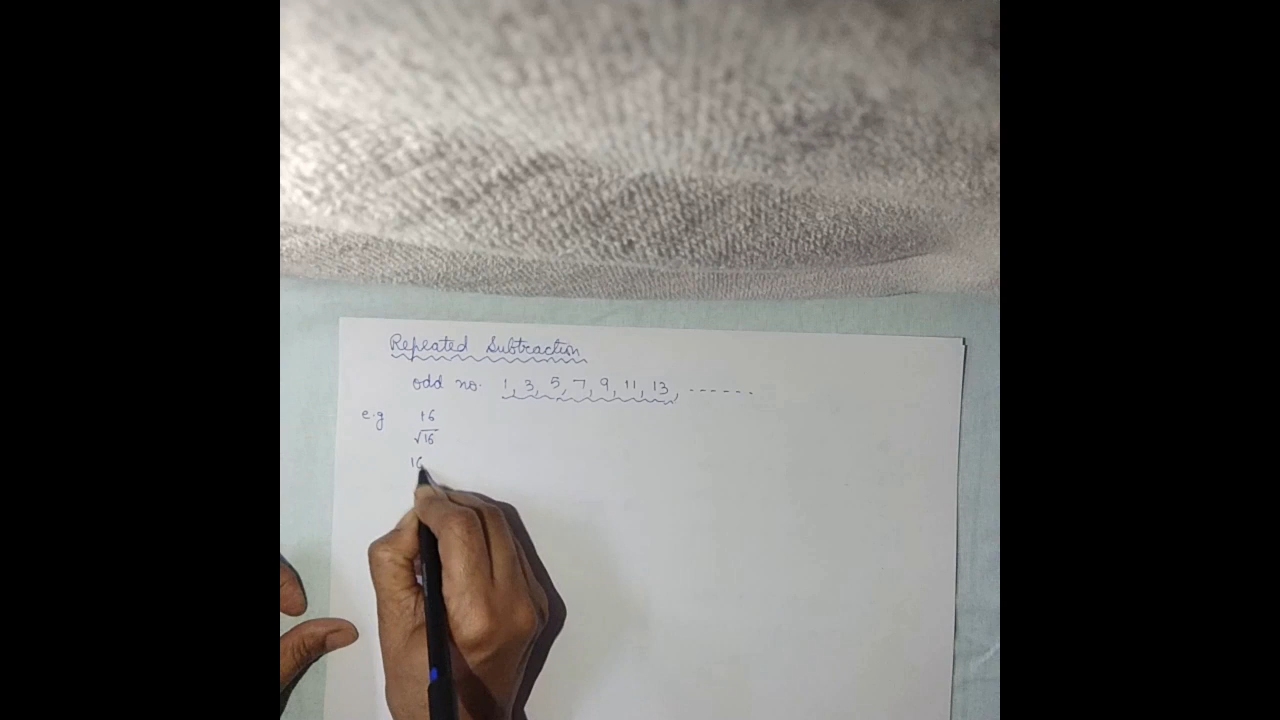 Repeated Subtraction
odd no. 1, 3, 5, 7, 9, 11, 13, ------
e.g 16
√16
16